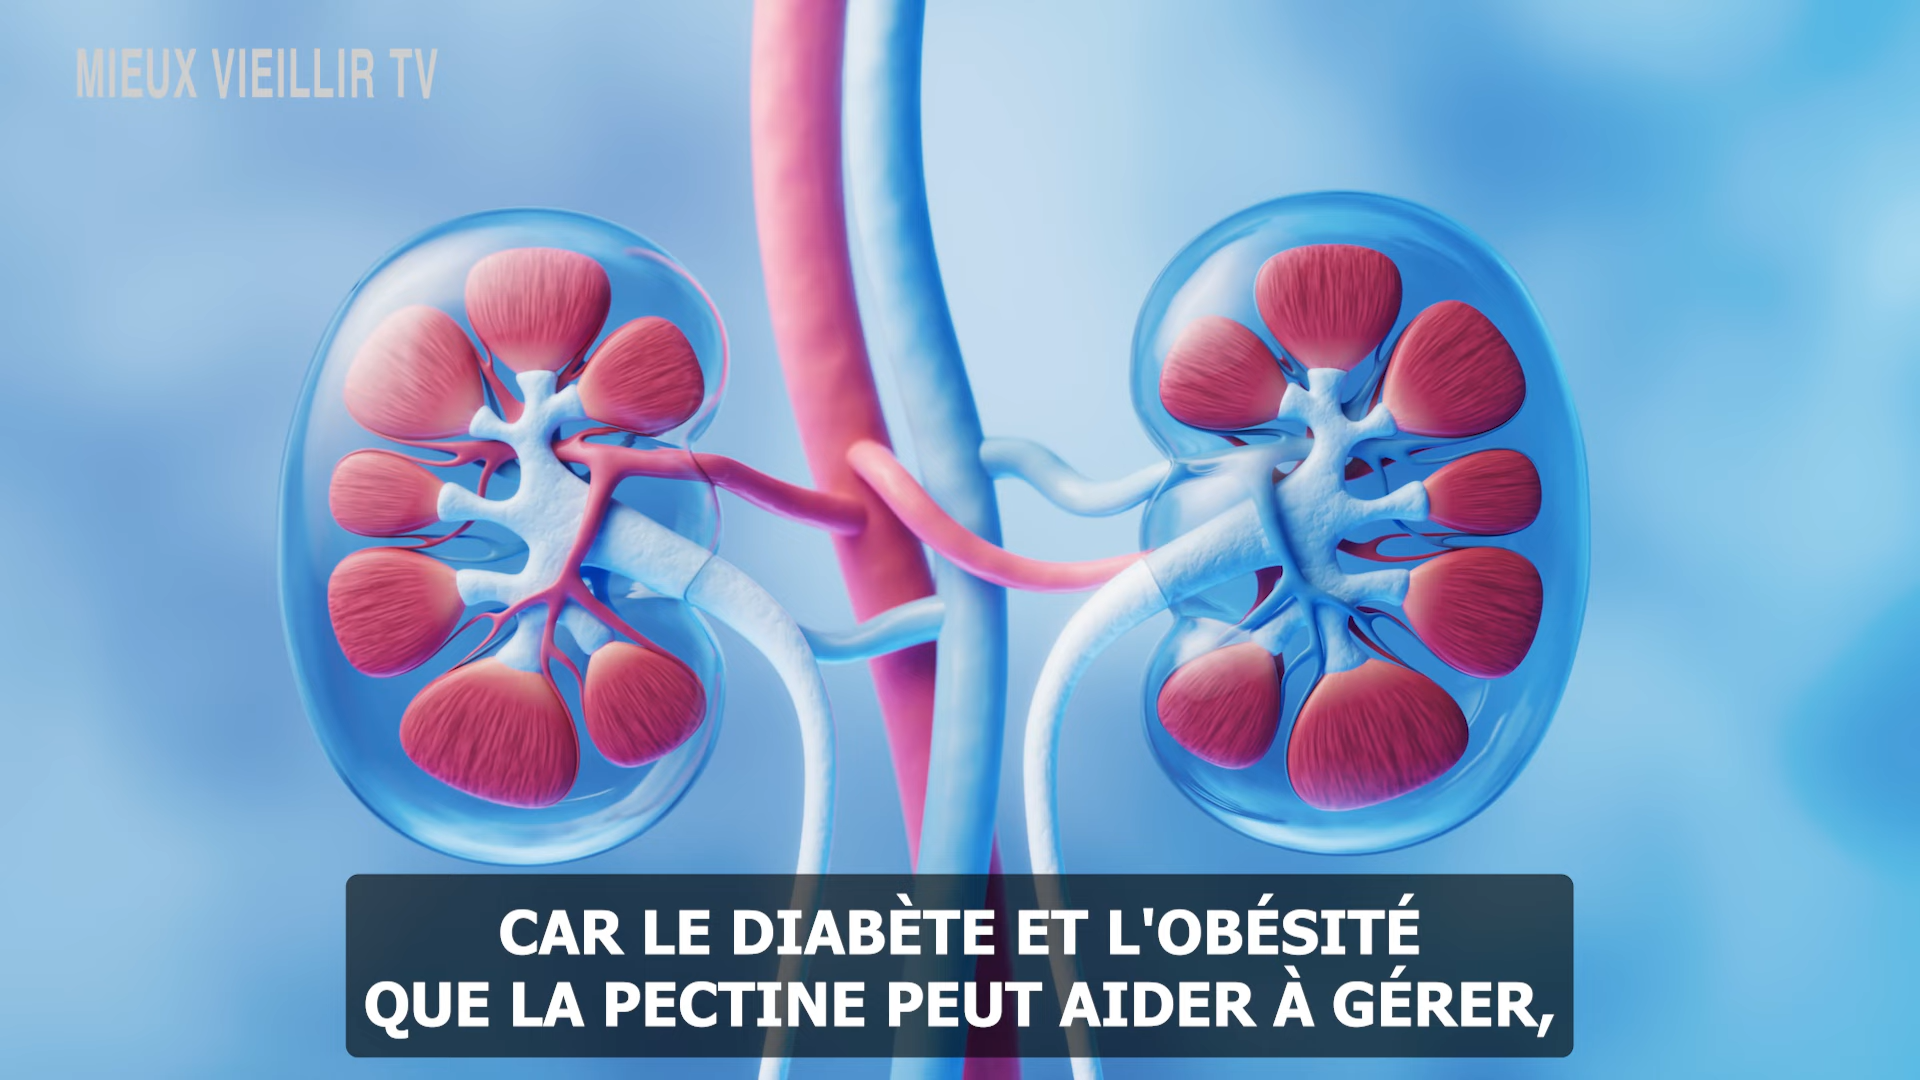 MIEUX VIEILLIR TV
CAR LE DIABÈTE ET L'OBÉSITÉ
QUE LA PECTINE PEUT AIDER À GÉRER,